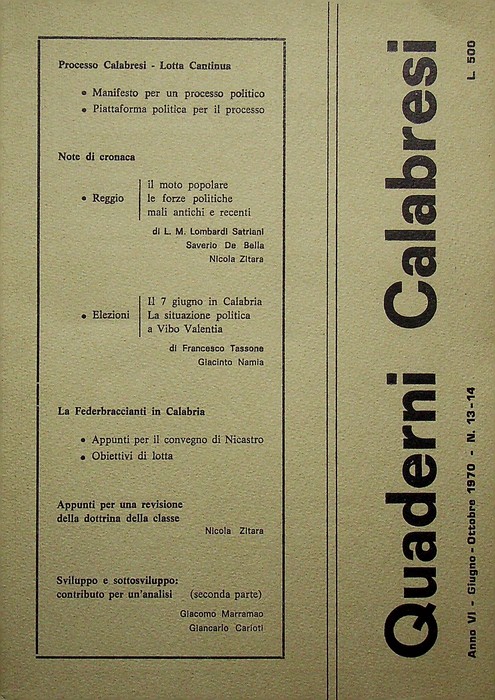 Processo Calabresi - Lotta Cantinua
• Manifesto per un processo politico
• Piattaforma politica per il processo
Note di cronaca
• Reggio
il moto popolare
le forze politiche
mali antichi e recenti
di L. M. Lombardi Satriani
Saverio De Bella
Nicola Zitara
• Elezioni
Il 7 giugno in Calabria
La situazione politica
a Vibo Valentia
di Francesco Tassone
Giacinto Namia
La Federbraccianti in Calabria
• Appunti per il convegno di Nicastro
• Obiettivi di lotta
Appunti per una revisione
della dottrina della classe
Nicola Zitara
Sviluppo e sottosviluppo:
contributo per un'analisi (seconda parte)
Giacomo Marramao
Giancarlo Carioti
Quaderni Calabresi
Anno VI - Giugno - Ottobre 1970 - N. 13-14
L. 500